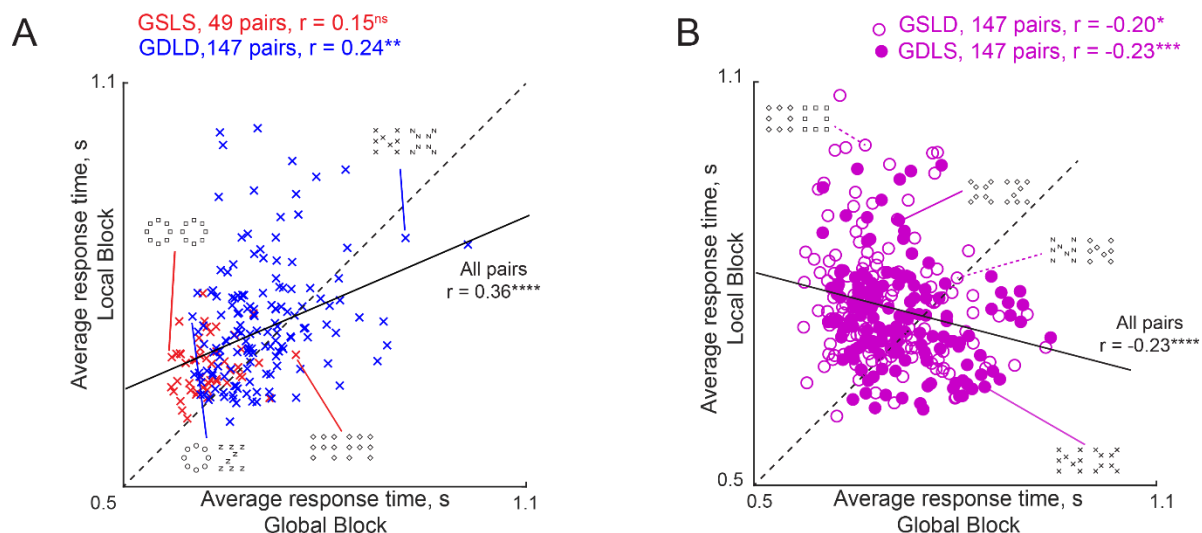 A
GSLS, 49 pairs, r = 0.15ns
GDLD,147 pairs, r = 0.24**
1.1
Average response time, s
Local Block
All pairs
r = 0.36****
0.5
Average response time, s
Global Block
1.1
B
GSLD, 147 pairs, r = -0.20*
GDLS, 147 pairs, r = -0.23***
1.1
Average response time, s
Local Block
All pairs
r = -0.23****
0.5
0.5
Average response time, s
Global Block
1.1